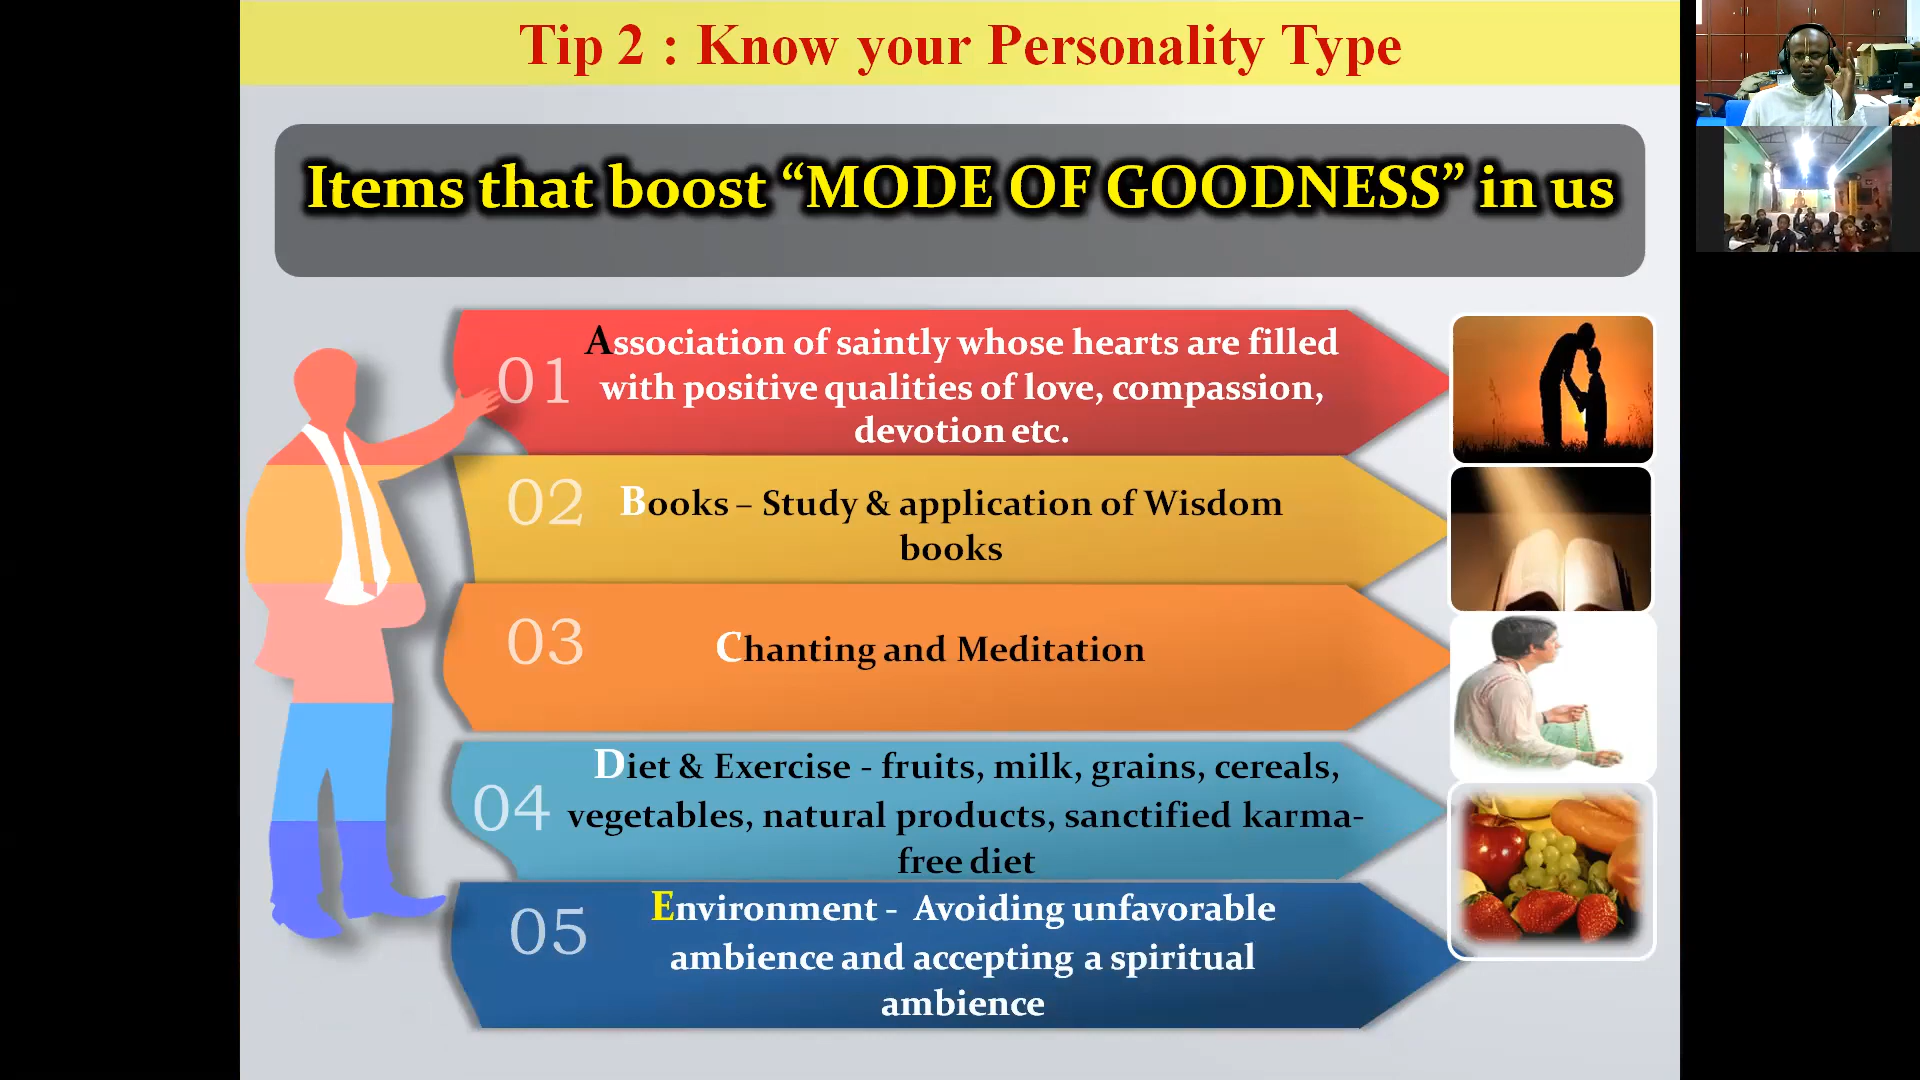 Tip 2 : Know your Personality Type
Items that boost “MODE OF GOODNESS” in us
01
Association of saintly whose hearts are filled
with positive qualities of love, compassion,
devotion etc.
02
Books – Study & application of Wisdom
books
03
Chanting and Meditation
04
Diet & Exercise - fruits, milk, grains, cereals,
vegetables, natural products, sanctified karma-
free diet
05
Environment - Avoiding unfavorable
ambience and accepting a spiritual
ambience